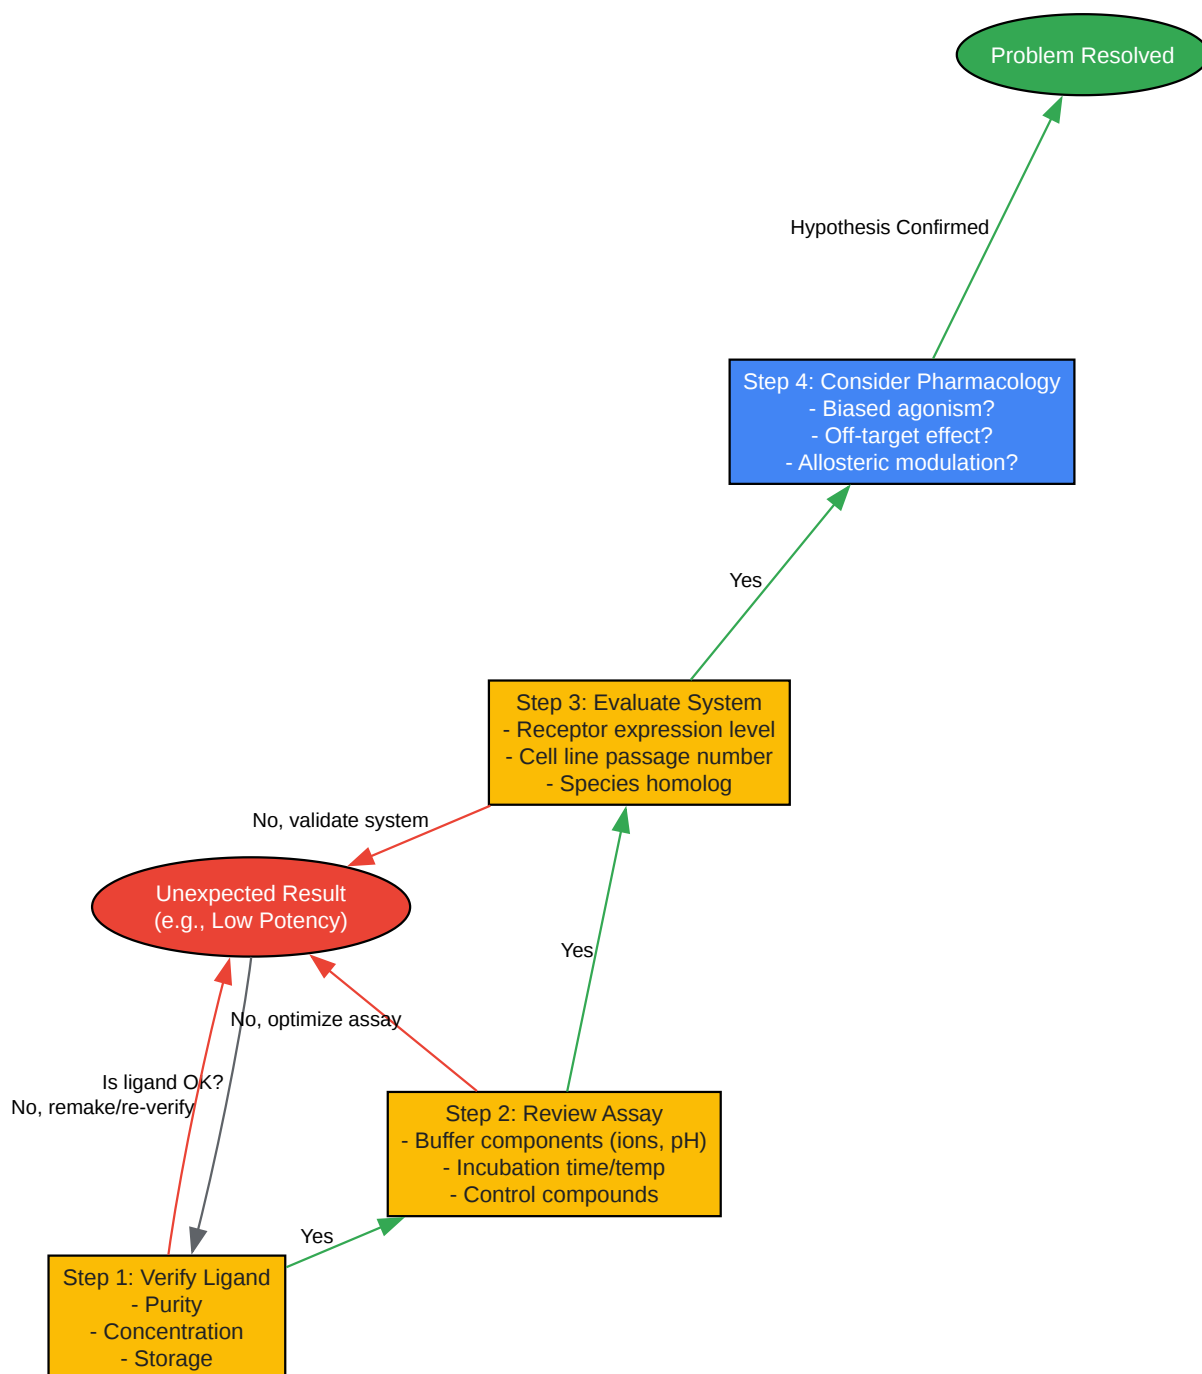 Problem Resolved
Hypothesis Confirmed
Step 4: Consider Pharmacology
- Biased agonism?
- Off-target effect?
- Allosteric modulation?
Yes
Step 3: Evaluate System
- Receptor expression level
- Cell line passage number
- Species homolog
No, validate system
Unexpected Result
(e.g., Low Potency)
Yes
No, optimize assay
Is ligand OK?
No, remake/re-verify
Step 2: Review Assay
- Buffer components (ions, pH)
- Incubation time/temp
- Control compounds
Yes
Step 1: Verify Ligand
- Purity
- Concentration
- Storage